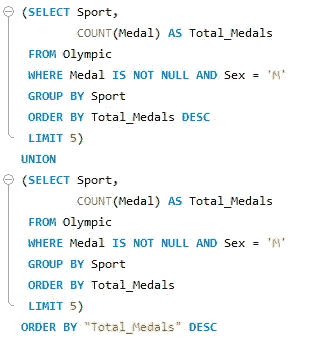 (SELECT Sport,
COUNT(Medal) AS Total_Medals
FROM Olympic
WHERE Medal IS NOT NULL AND Sex = 'M'
GROUP BY Sport
ORDER BY Total_Medals DESC
LIMIT 5)
UNION
(SELECT Sport,
COUNT(Medal) AS Total_Medals
FROM Olympic
WHERE Medal IS NOT NULL AND Sex = 'M'
GROUP BY Sport
ORDER BY Total_Medals
LIMIT 5)
ORDER BY "Total_Medals" DESC